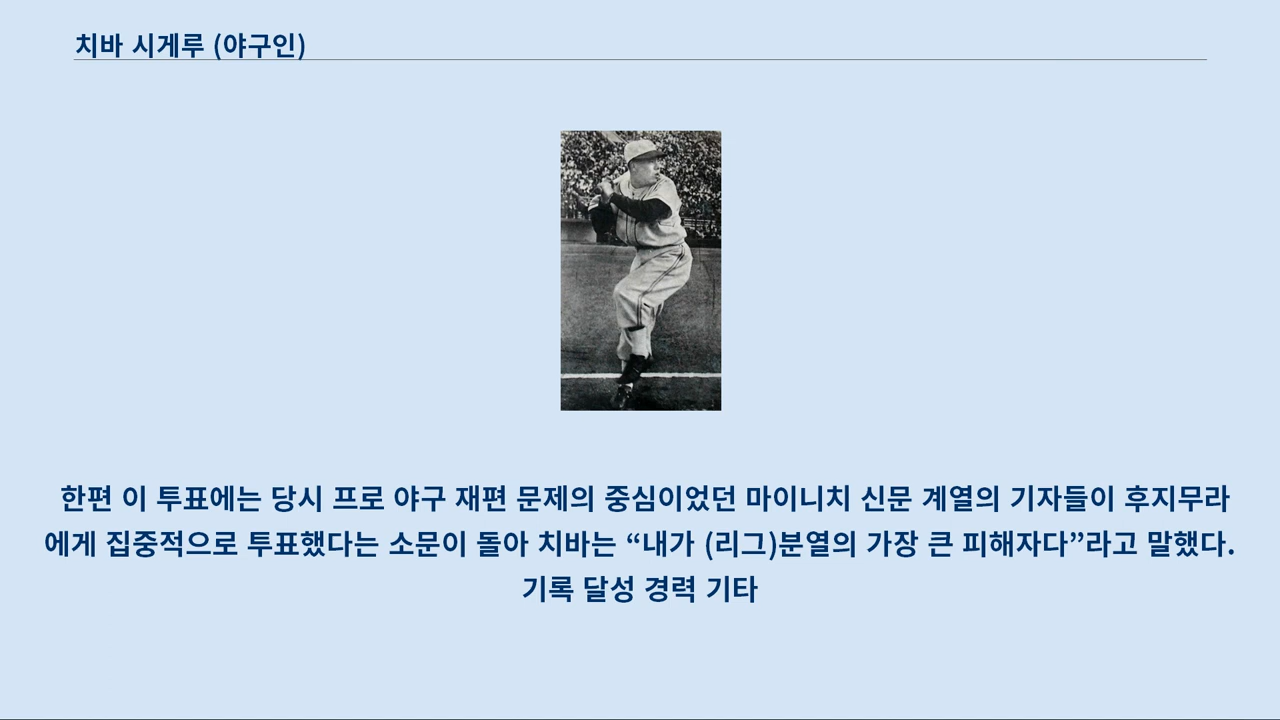 치바 시게루 (야구인)
한편 이 투표에는 당시 프로 야구 재편 문제의 중심이었던 마이니치 신문 계열의 기자들이 후지무라
에게 집중적으로 투표했다는 소문이 돌아 치바는 “내가 (리그)분열의 가장 큰 피해자다”라고 말했다.
기록 달성 경력 기타